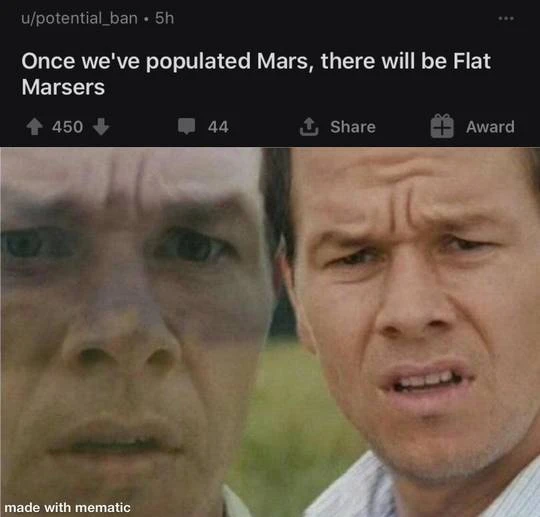 u/potential_ban • 5h
Once we've populated Mars, there will be Flat
Marsers
450
44
Share
Award
made with mematic